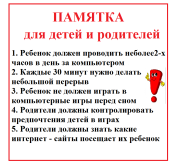 ПАМЯТКА
для детей и родителей
1. Ребенок должен проводить неболее2-х
часов в день за компьютером
2. Каждые 30 минут нужно делать
небольшой перерыв
3. Ребенок не должен играть в
компьютерные игры перед сном
4. Родители должны контролировать
предпочтения детей в играх
5. Родители должны знать какие
интернет - сайты посещает их ребенок